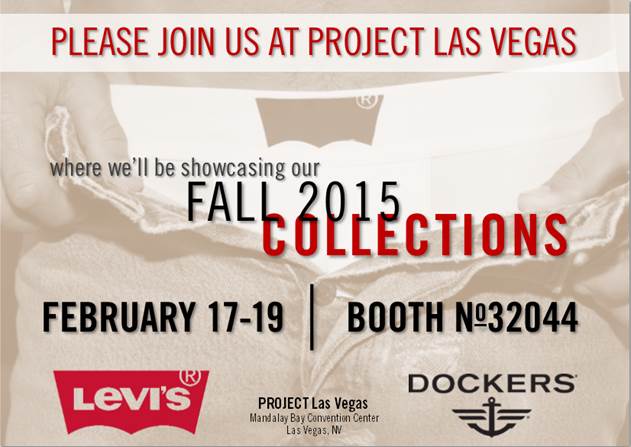 PLEASE JOIN US AT PROJECT LAS VEGAS
®
where we'll be showcasing our
FALL 2015
COLLECTIONS
FEBRUARY 17-19 | BOOTH №32044
LEVI'S®
PROJECT Las Vegas
Mandalay Bay Convention Center
Las Vegas, NV
DOCKERS®